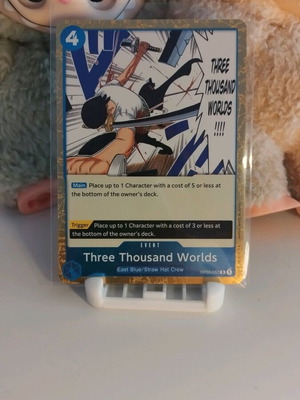 4
THREE
THOUSAND
WORLDS
!!!!
Main Place up to 1 Character with a cost of 5 or less at
the bottom of the owner's deck.
Trigger Place up to 1 Character with a cost of 3 or less at
the bottom of the owner's deck.
EVENT
Three Thousand Worlds
East Blue/Straw Hat Crew